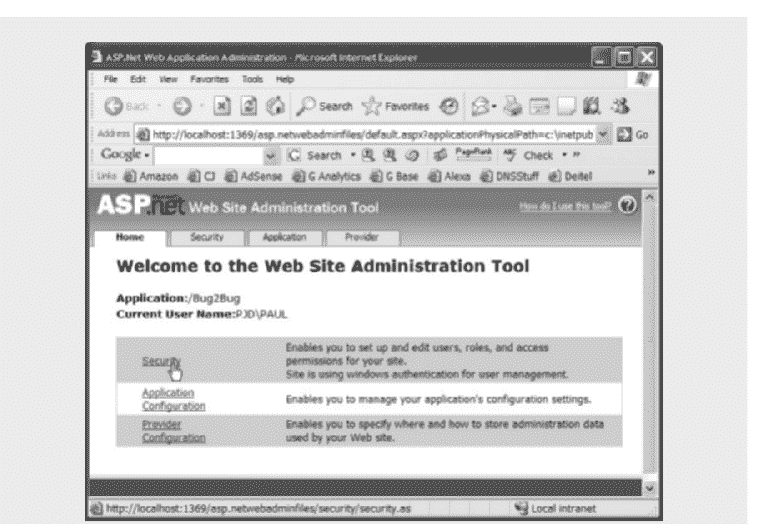 ASP.Net Web Application Administration - Microsoft Internet Explorer
File Edit View Favorites Tools Help
Back Search Favorites
Address http://localhost:1369/asp.netwebadminfiles/default.aspx?applicationPhysicalPath=c:\inetpub Go
Google Search PageRank ABC Check »
Links Amazon CJ AdSense G Analytics G Base Alexa DNSStuff Deitel »
ASP.net Web Site Administration Tool How do I use this tool? ?
Home Security Application Provider
Welcome to the Web Site Administration Tool
Application:/Bug2Bug
Current User Name:PJD\PAUL
Security Enables you to set up and edit users, roles, and access
permissions for your site.
Site is using windows authentication for user management.
Application
Configuration Enables you to manage your application's configuration settings.
Provider Enables you to specify where and how to store administration data
Configuration used by your Web site.
http://localhost:1369/asp.netwebadminfiles/security/security.as Local intranet